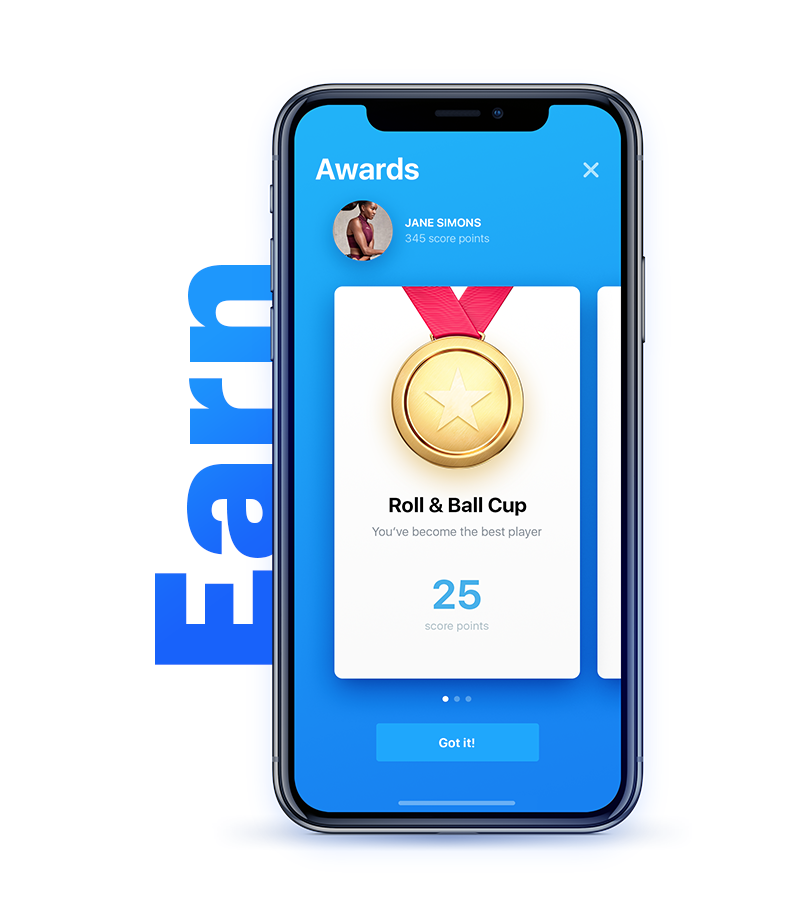 Earn
Awards
JANE SIMONS
345 score points
Roll & Ball Cup
You've become the best player
25
score points
Got it!